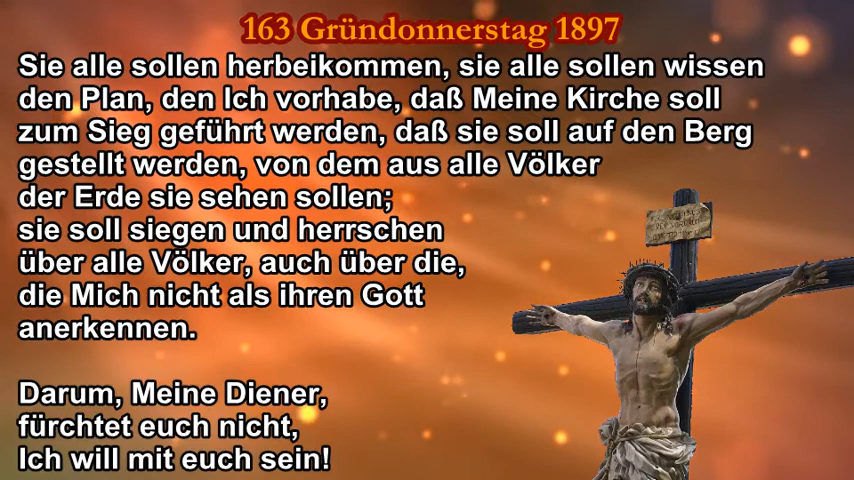 163 Gründonnerstag 1897
Sie alle sollen herbeikommen, sie alle sollen wissen
den Plan, den Ich vorhabe, daß Meine Kirche soll
zum Sieg geführt werden, daß sie soll auf den Berg
gestellt werden, von dem aus alle Völker
der Erde sie sehen sollen;
sie soll siegen und herrschen
über alle Völker, auch über die,
die Mich nicht als ihren Gott
anerkennen.
Darum, Meine Diener,
fürchtet euch nicht,
Ich will mit euch sein!